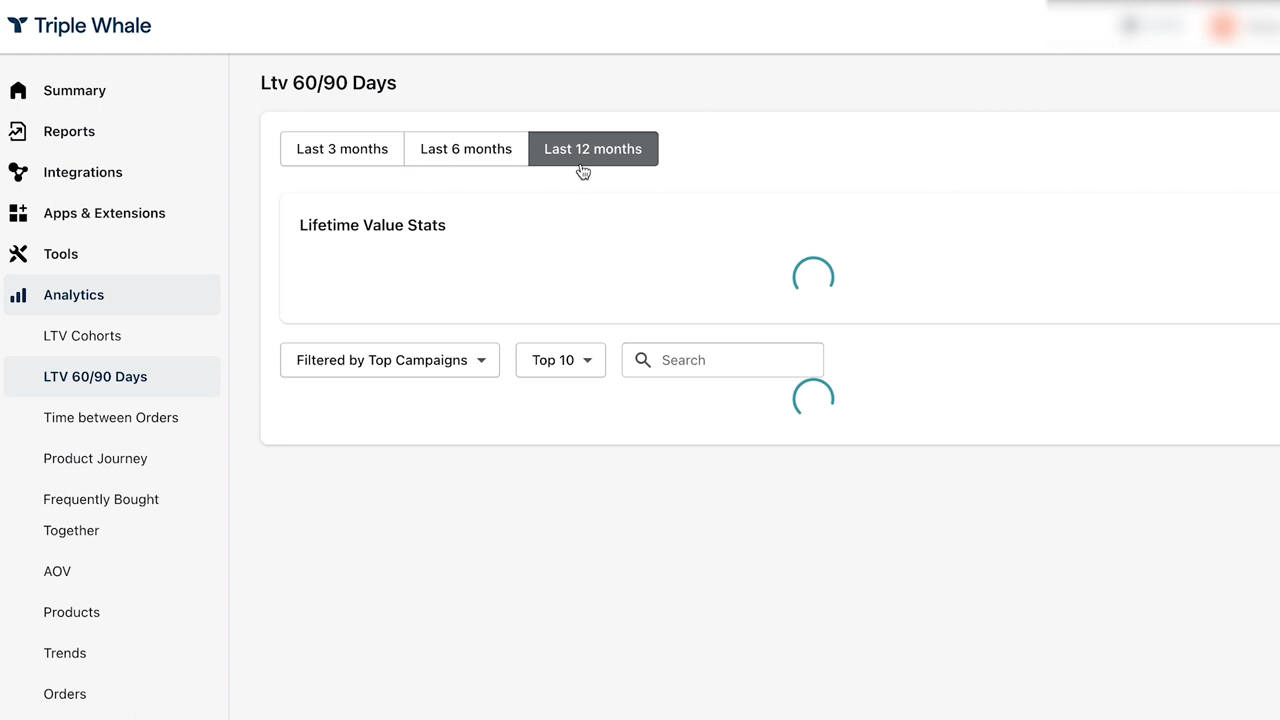 Triple Whale
Summary
Reports
Integrations
Apps & Extensions
Tools
Analytics
LTV Cohorts
LTV 60/90 Days
Time between Orders
Product Journey
Frequently Bought
Together
AOV
Products
Trends
Orders
Ltv 60/90 Days
Last 3 months Last 6 months Last 12 months
Lifetime Value Stats
Filtered by Top Campaigns Top 10 Search